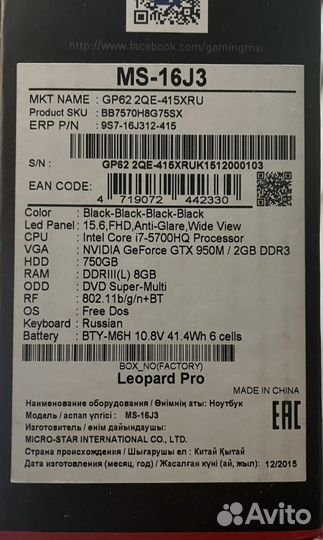 http://www.facebook.com/gamingmsi
MS-16J3
MKT NAME : GP62 2QE-415XRU
Product SKU : BB7570H8G75SX
ERP P/N : 9S7-16J312-415
S/N : GP62 2QE-415XRUK1512000103
EAN CODE:
4 719072 442330
Color : Black-Black-Black-Black
Led Panel : 15.6,FHD,Anti-Glare,Wide View
CPU : Intel Core i7-5700HQ Processor
VGA : NVIDIA GeForce GTX 950M / 2GB DDR3
HDD : 750GB
RAM : DDRIII(L) 8GB
ODD : DVD Super-Multi
RF : 802.11b/g/n+BT
OS : Free Dos
Keyboard : Russian
Battery : BTY-M6H 10.8V 41.4Wh 6 cells
BOX_NO(FACTORY)
Leopard Pro
MADE IN CHINA
Наименование оборудования / Өнімнің аты: Ноутбук
Модель / аспап үлгісі : MS-16J3
Изготовитель / өнім дайындаушы:
MICRO-STAR INTERNATIONAL CO., LTD.
Страна происхождения / Шығарушы ел : Китай Қытай
Дата изготовления (месяц, год) / Жасалған күні (ай, жыл): 12/2015
EAC
Avito